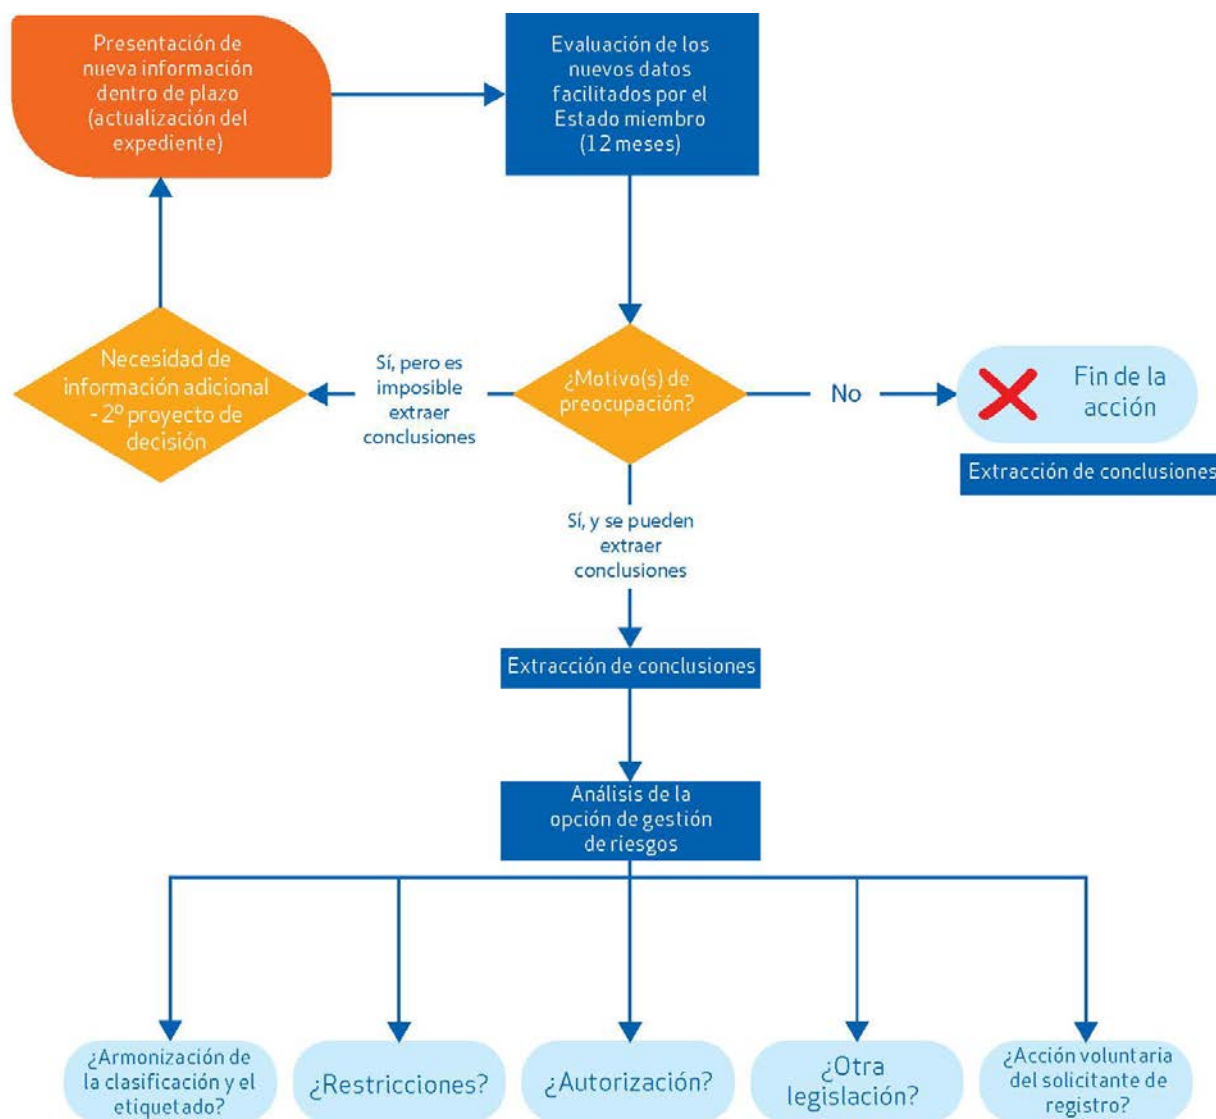 Presentación de
nueva información
dentro de plazo
(actualización del
expediente)
Evaluación de los
nuevos datos
facilitados por el
Estado miembro
(12 meses)
Necesidad de
información adicional
- 2º proyecto de
decisión
Sí, pero es
imposible
extraer
conclusiones
¿Motivo(s) de
preocupación?
No
Fin de la
acción
Extracción de conclusiones
Sí, y se pueden
extraer
conclusiones
Extracción de conclusiones
Análisis de la
opción de gestión
de riesgos
¿Armonización de
la clasificación y el
etiquetado?
¿Restricciones?
¿Autorización?
¿Otra
legislación?
¿Acción voluntaria
del solicitante de
registro?